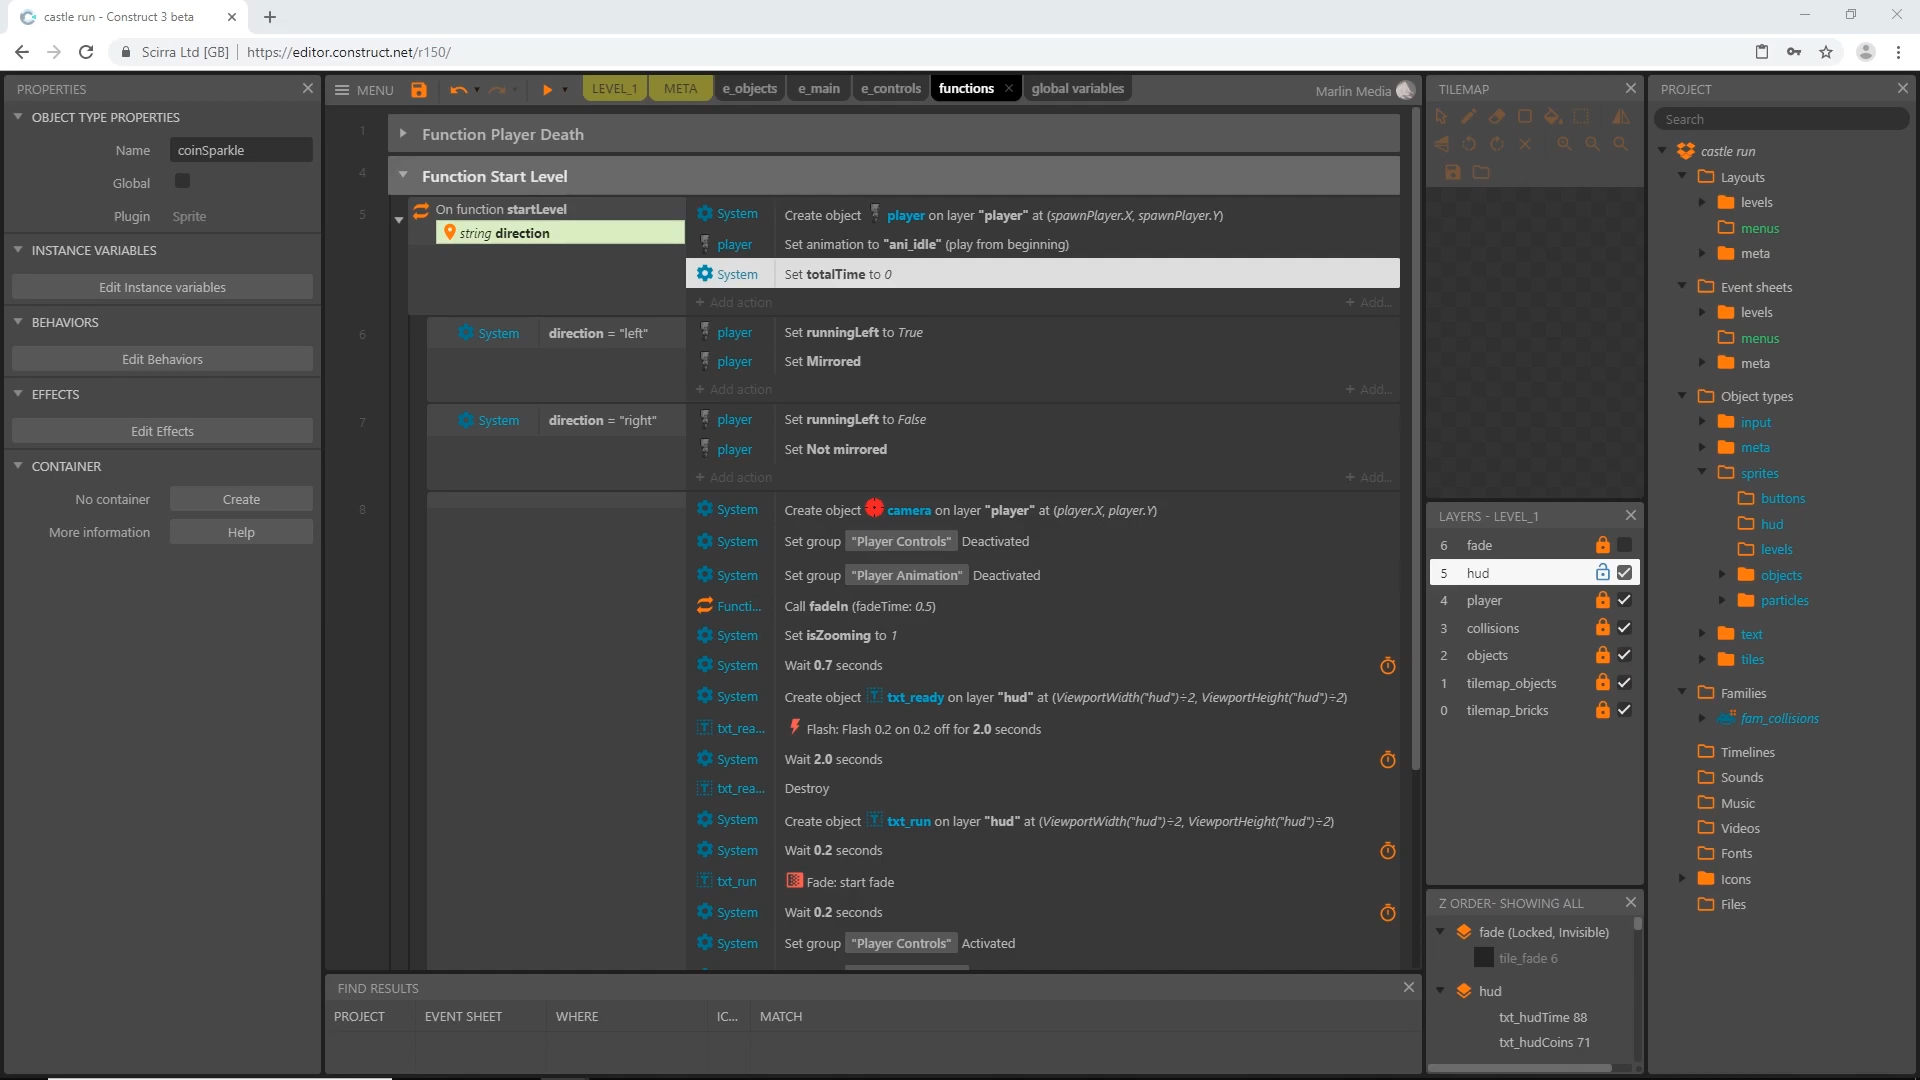 castle run - Construct 3 beta
Scirra Ltd [GB] https://editor.construct.net/r150/
PROPERTIES
OBJECT TYPE PROPERTIES
Name coinSparkle
Global
Plugin Sprite
INSTANCE VARIABLES
Edit Instance variables
BEHAVIORS
Edit Behaviors
EFFECTS
Edit Effects
CONTAINER
No container Create
More information Help
MENU LEVEL_1 META e_objects e_main e_controls functions global variables Marlin Media
1 Function Player Death
4 Function Start Level
5 On function startLevel
string direction
System Create object player on layer "player" at (spawnPlayer.X, spawnPlayer.Y)
player Set animation to "ani_idle" (play from beginning)
System Set totalTime to 0
+ Add action + Add...
6 System direction = "left"
player Set runningLeft to True
player Set Mirrored
+ Add action + Add...
7 System direction = "right"
player Set runningLeft to False
player Set Not mirrored
+ Add action + Add...
8 System Create object camera on layer "player" at (player.X, player.Y)
System Set group "Player Controls" Deactivated
System Set group "Player Animation" Deactivated
Functi... Call fadeIn (fadeTime: 0.5)
System Set isZooming to 1
System Wait 0.7 seconds
System Create object txt_ready on layer "hud" at (ViewportWidth("hud")÷2, ViewportHeight("hud")÷2)
txt_rea... Flash: Flash 0.2 on 0.2 off for 2.0 seconds
System Wait 2.0 seconds
txt_rea... Destroy
System Create object txt_run on layer "hud" at (ViewportWidth("hud")÷2, ViewportHeight("hud")÷2)
System Wait 0.2 seconds
txt_run Fade: start fade
System Wait 0.2 seconds
System Set group "Player Controls" Activated
FIND RESULTS
PROJECT EVENT SHEET WHERE IC... MATCH
TILEMAP
LAYERS - LEVEL_1
6 fade
5 hud
4 player
3 collisions
2 objects
1 tilemap_objects
0 tilemap_bricks
Z ORDER- SHOWING ALL
fade (Locked, Invisible)
tile_fade 6
hud
txt_hudTime 88
txt_hudCoins 71
PROJECT
Search
castle run
Layouts
levels
menus
meta
Event sheets
levels
menus
meta
Object types
input
meta
sprites
buttons
hud
levels
objects
particles
text
tiles
Families
fam_collisions
Timelines
Sounds
Music
Videos
Fonts
Icons
Files